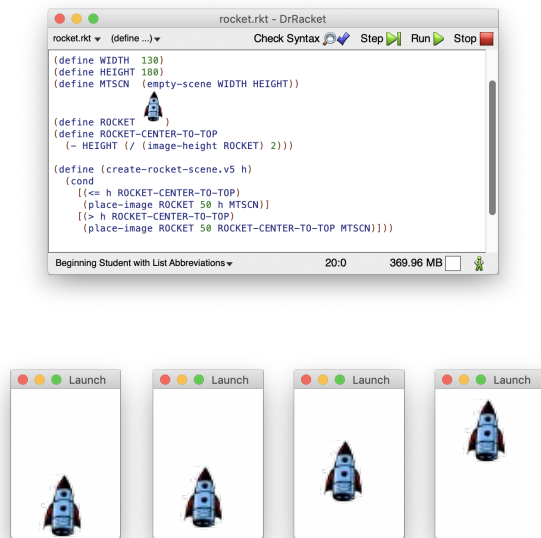 rocket.rkt - DrRacket
rocket.rkt (define ...) Check Syntax Step Run Stop
(define WIDTH  130)
(define HEIGHT 180)
(define MTSCN  (empty-scene WIDTH HEIGHT))
(define ROCKET )
(define ROCKET-CENTER-TO-TOP
  (- HEIGHT (/ (image-height ROCKET) 2)))
(define (create-rocket-scene.v5 h)
  (cond
    [(<= h ROCKET-CENTER-TO-TOP)
     (place-image ROCKET 50 h MTSCN)]
    [(> h ROCKET-CENTER-TO-TOP)
     (place-image ROCKET 50 ROCKET-CENTER-TO-TOP MTSCN)]))
Beginning Student with List Abbreviations 20:0 369.96 MB
Launch Launch Launch Launch